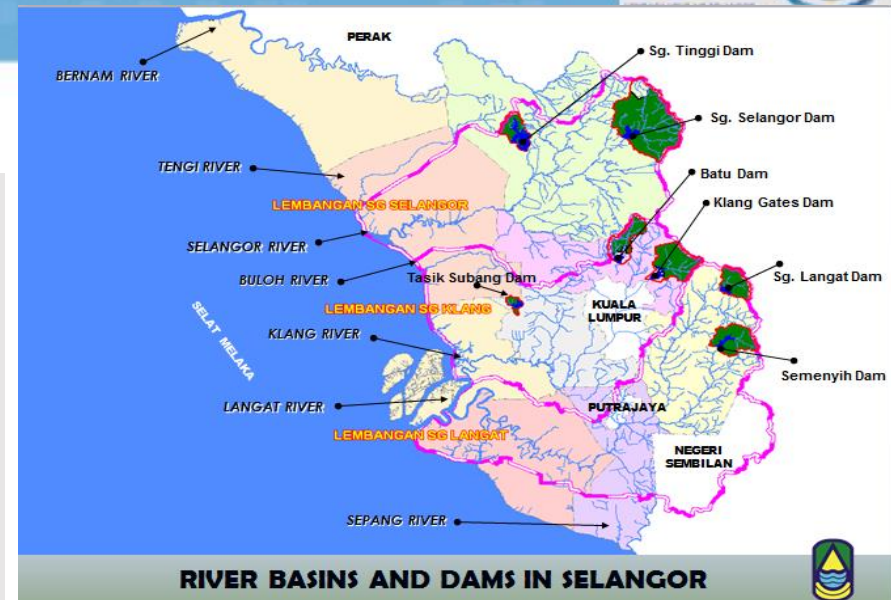 PERAK
Sg. Tinggi Dam
BERNAM RIVER
Sg. Selangor Dam
TENGI RIVER
Batu Dam
LEMBANGAN SG SELANGOR
Klang Gates Dam
SELANGOR RIVER
BULOH RIVER
Tasik Subang Dam
Sg. Langat Dam
LEMBANGAN SG KLANG
KUALA
LUMPUR
SELAT MELAKA
KLANG RIVER
Semenyih Dam
LANGAT RIVER
PUTRAJAYA
LEMBANGAN SG LANGAT
NEGERI
SEMBILAN
SEPANG RIVER
RIVER BASINS AND DAMS IN SELANGOR